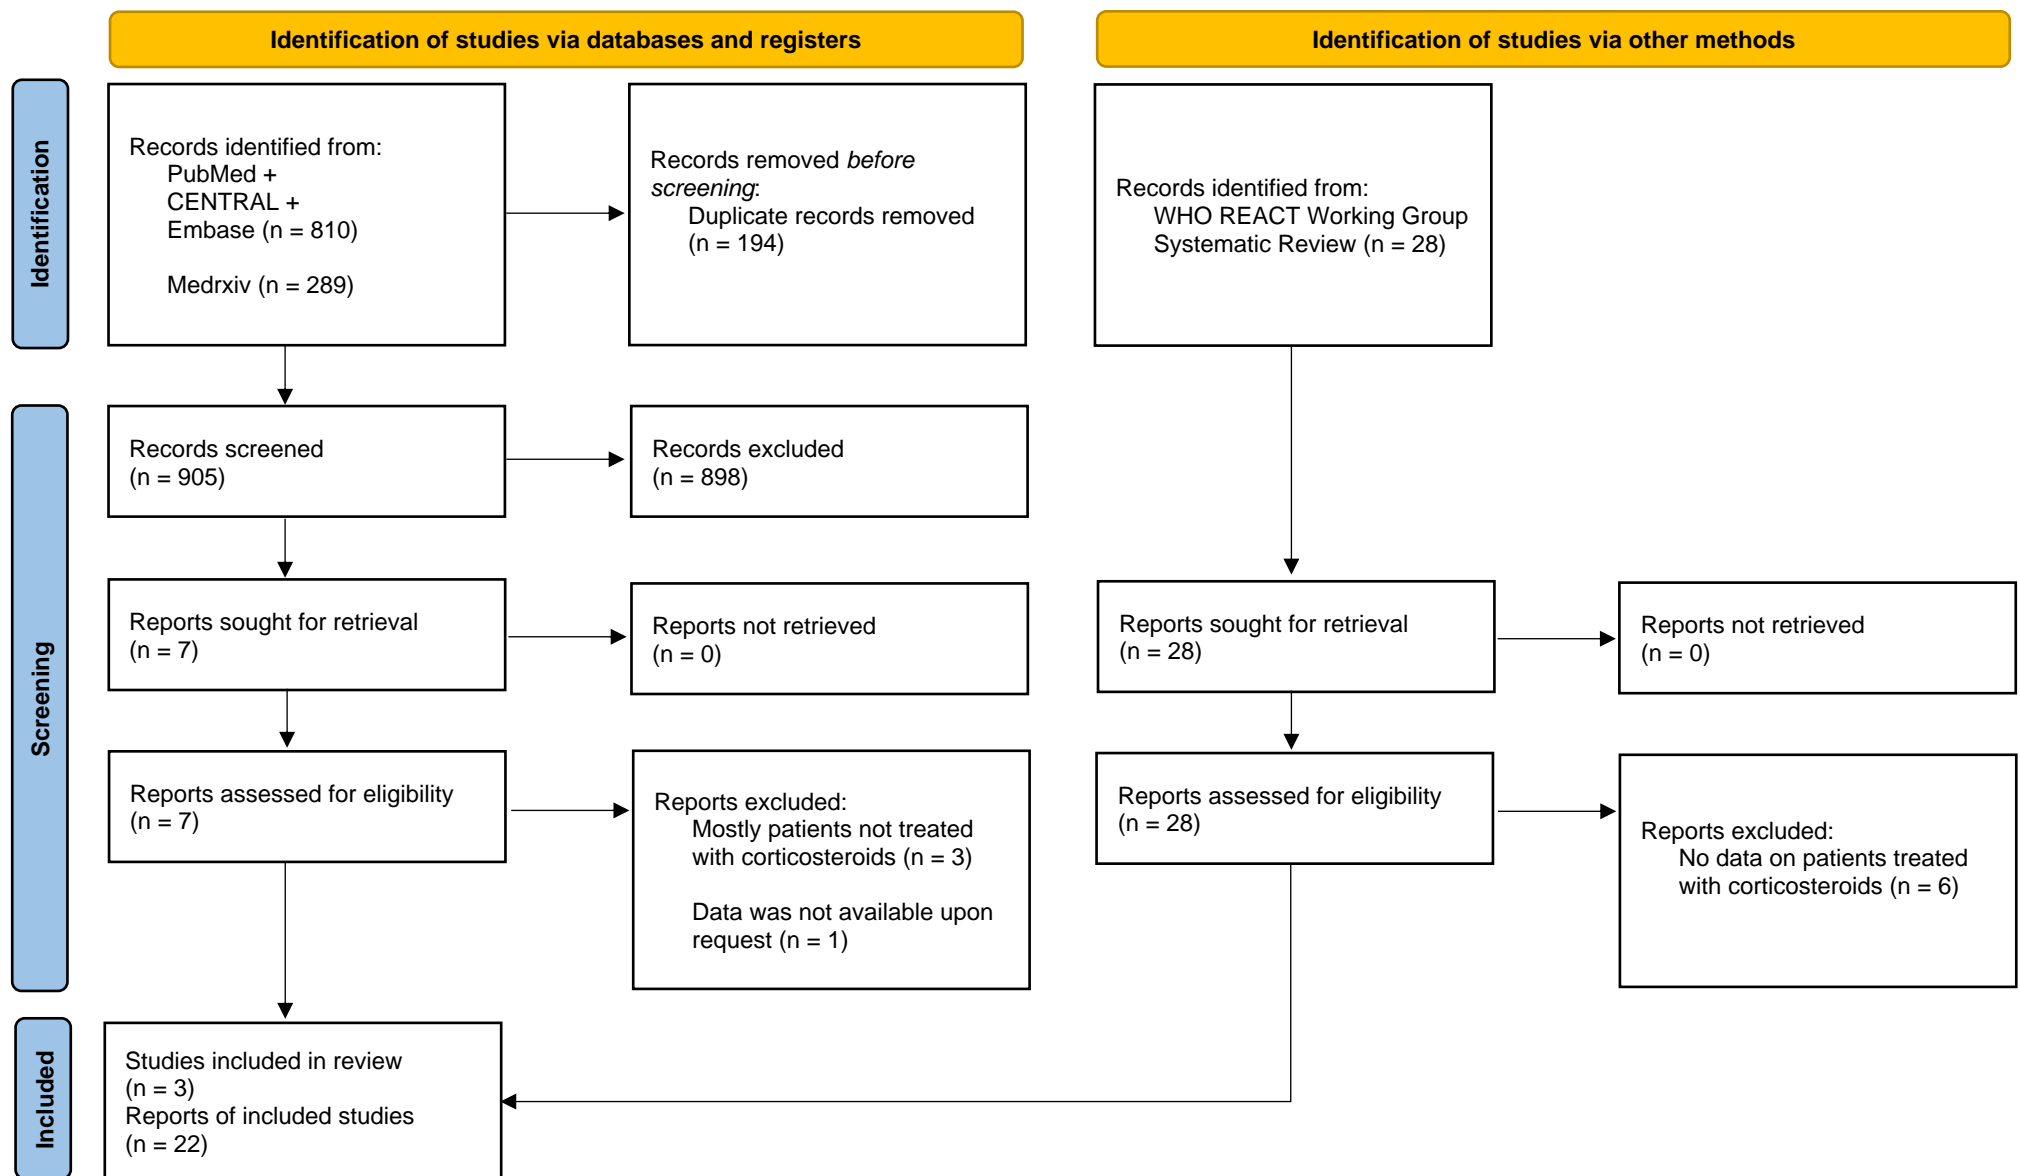 Identification of studies via databases and registers
Identification of studies via other methods
Identification
Records identified from:
PubMed +
CENTRAL +
Embase (n = 810)
Medrxiv (n = 289)
Records removed before
screening:
Duplicate records removed
(n = 194)
Records identified from:
WHO REACT Working Group
Systematic Review (n = 28)
Screening
Records screened
(n = 905)
Records excluded
(n = 898)
Reports sought for retrieval
(n = 7)
Reports not retrieved
(n = 0)
Reports sought for retrieval
(n = 28)
Reports not retrieved
(n = 0)
Reports assessed for eligibility
(n = 7)
Reports excluded:
Mostly patients not treated
with corticosteroids (n = 3)
Data was not available upon
request (n = 1)
Reports assessed for eligibility
(n = 28)
Reports excluded:
No data on patients treated
with corticosteroids (n = 6)
Included
Studies included in review
(n = 3)
Reports of included studies
(n = 22)